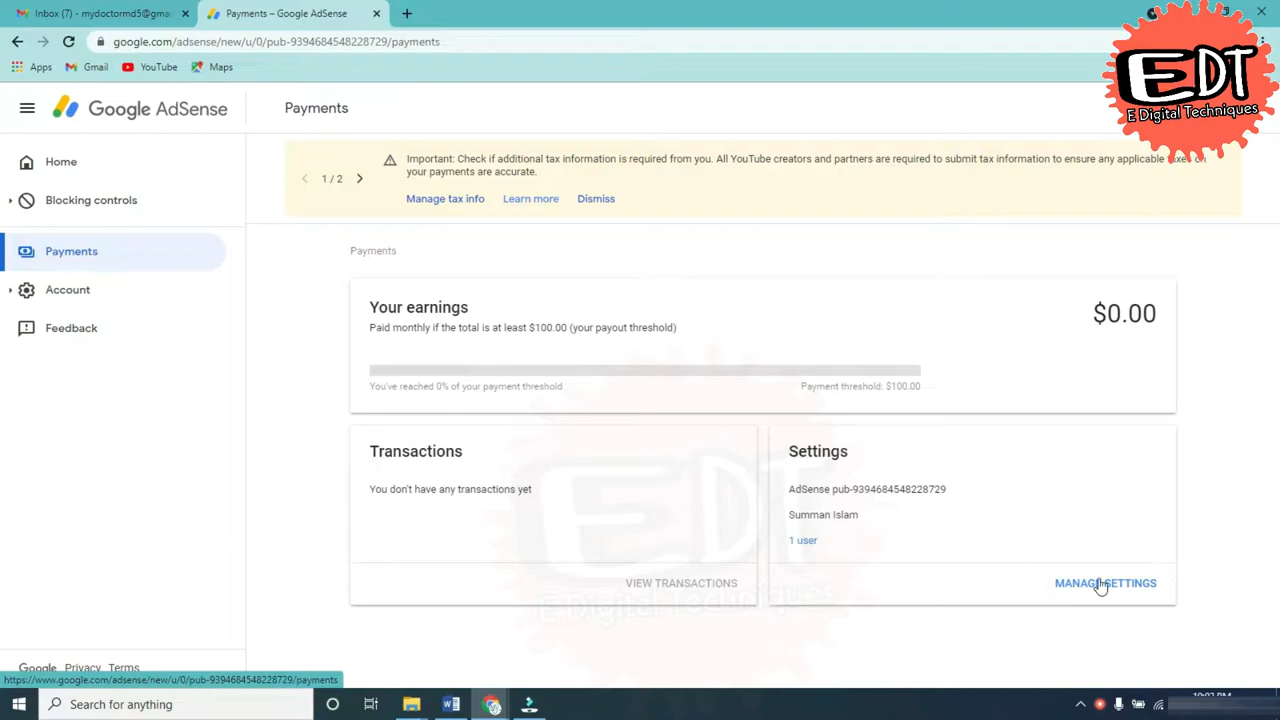 Inbox (7) - mydoctormd5@gma
Payments – Google AdSense
google.com/adsense/new/u/0/pub-9394684548228729/payments
Apps
Gmail
YouTube
Maps
EDT
E Digital Techniques
Google AdSense
Payments
Home
Blocking controls
Payments
Account
Feedback
1 / 2
Important: Check if additional tax information is required from you. All YouTube creators and partners are required to submit tax information to ensure any applicable taxes on
your payments are accurate.
Manage tax info
Learn more
Dismiss
Payments
Your earnings
$0.00
Paid monthly if the total is at least $100.00 (your payout threshold)
You've reached 0% of your payment threshold
Payment threshold: $100.00
Transactions
You don't have any transactions yet
VIEW TRANSACTIONS
Settings
AdSense pub-9394684548228729
Summan Islam
1 user
MANAGE SETTINGS
EDT
E Digital Techniques
Google Privacy Terms
https://www.google.com/adsense/new/u/0/pub-9394684548228729/payments
Search for anything